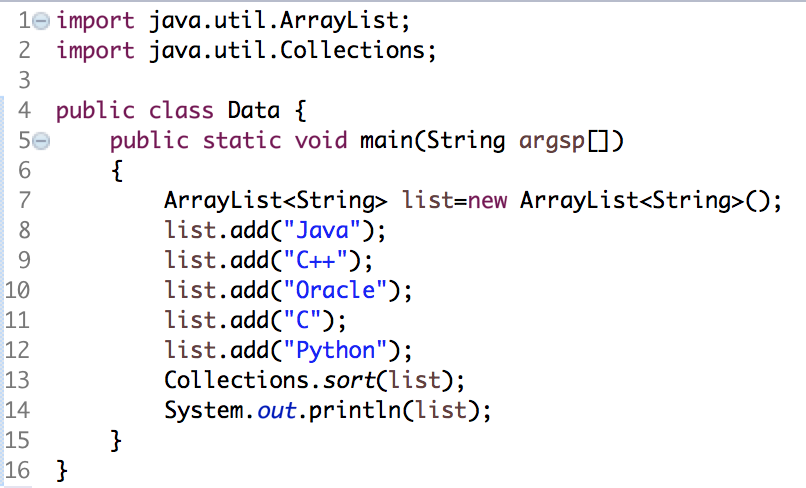 1 import java.util.ArrayList;
2 import java.util.Collections;
3
4 public class Data {
5     public static void main(String argsp[])
6     {
7         ArrayList<String> list=new ArrayList<String>();
8         list.add("Java");
9         list.add("C++");
10         list.add("Oracle");
11         list.add("C");
12         list.add("Python");
13         Collections.sort(list);
14         System.out.println(list);
15     }
16 }